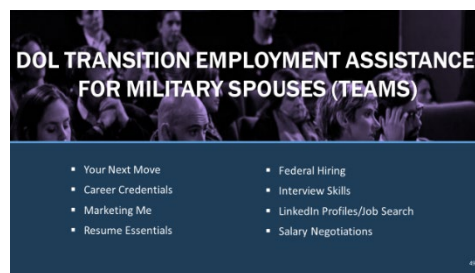 DOL TRANSITION EMPLOYMENT ASSISTANCE
FOR MILITARY SPOUSES (TEAMS)
▪ Your Next Move
▪ Career Credentials
▪ Marketing Me
▪ Resume Essentials
▪ Federal Hiring
▪ Interview Skills
▪ LinkedIn Profiles/Job Search
▪ Salary Negotiations